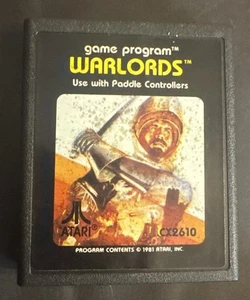 game program™
WARLORDS™
Use with Paddle Controllers
ATARI
CX2610
PROGRAM CONTENTS © 1981 ATARI, INC.